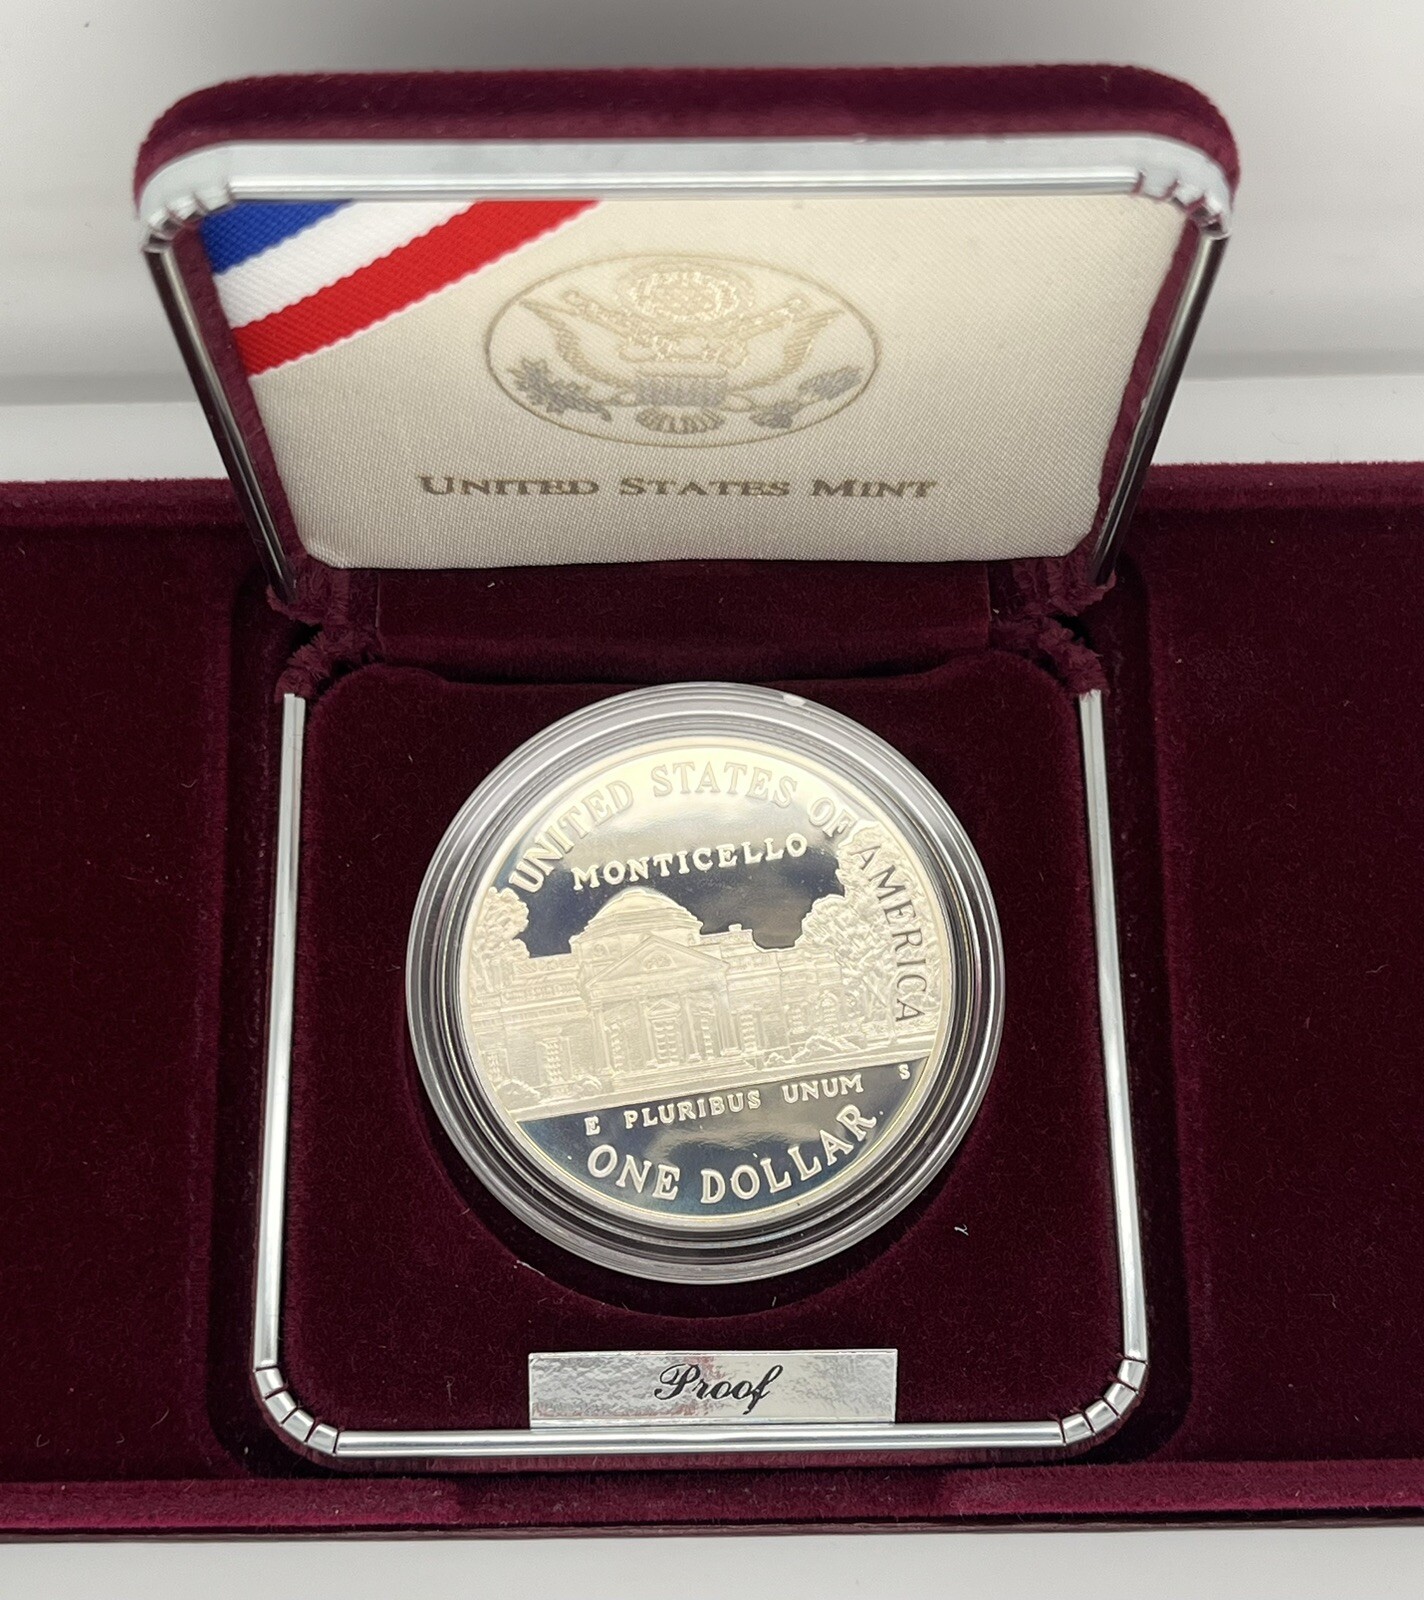 UNITED STATES MINT
UNITED STATES OF AMERICA
MONTICELLO
S
E PLURIBUS UNUM
ONE DOLLAR
Proof